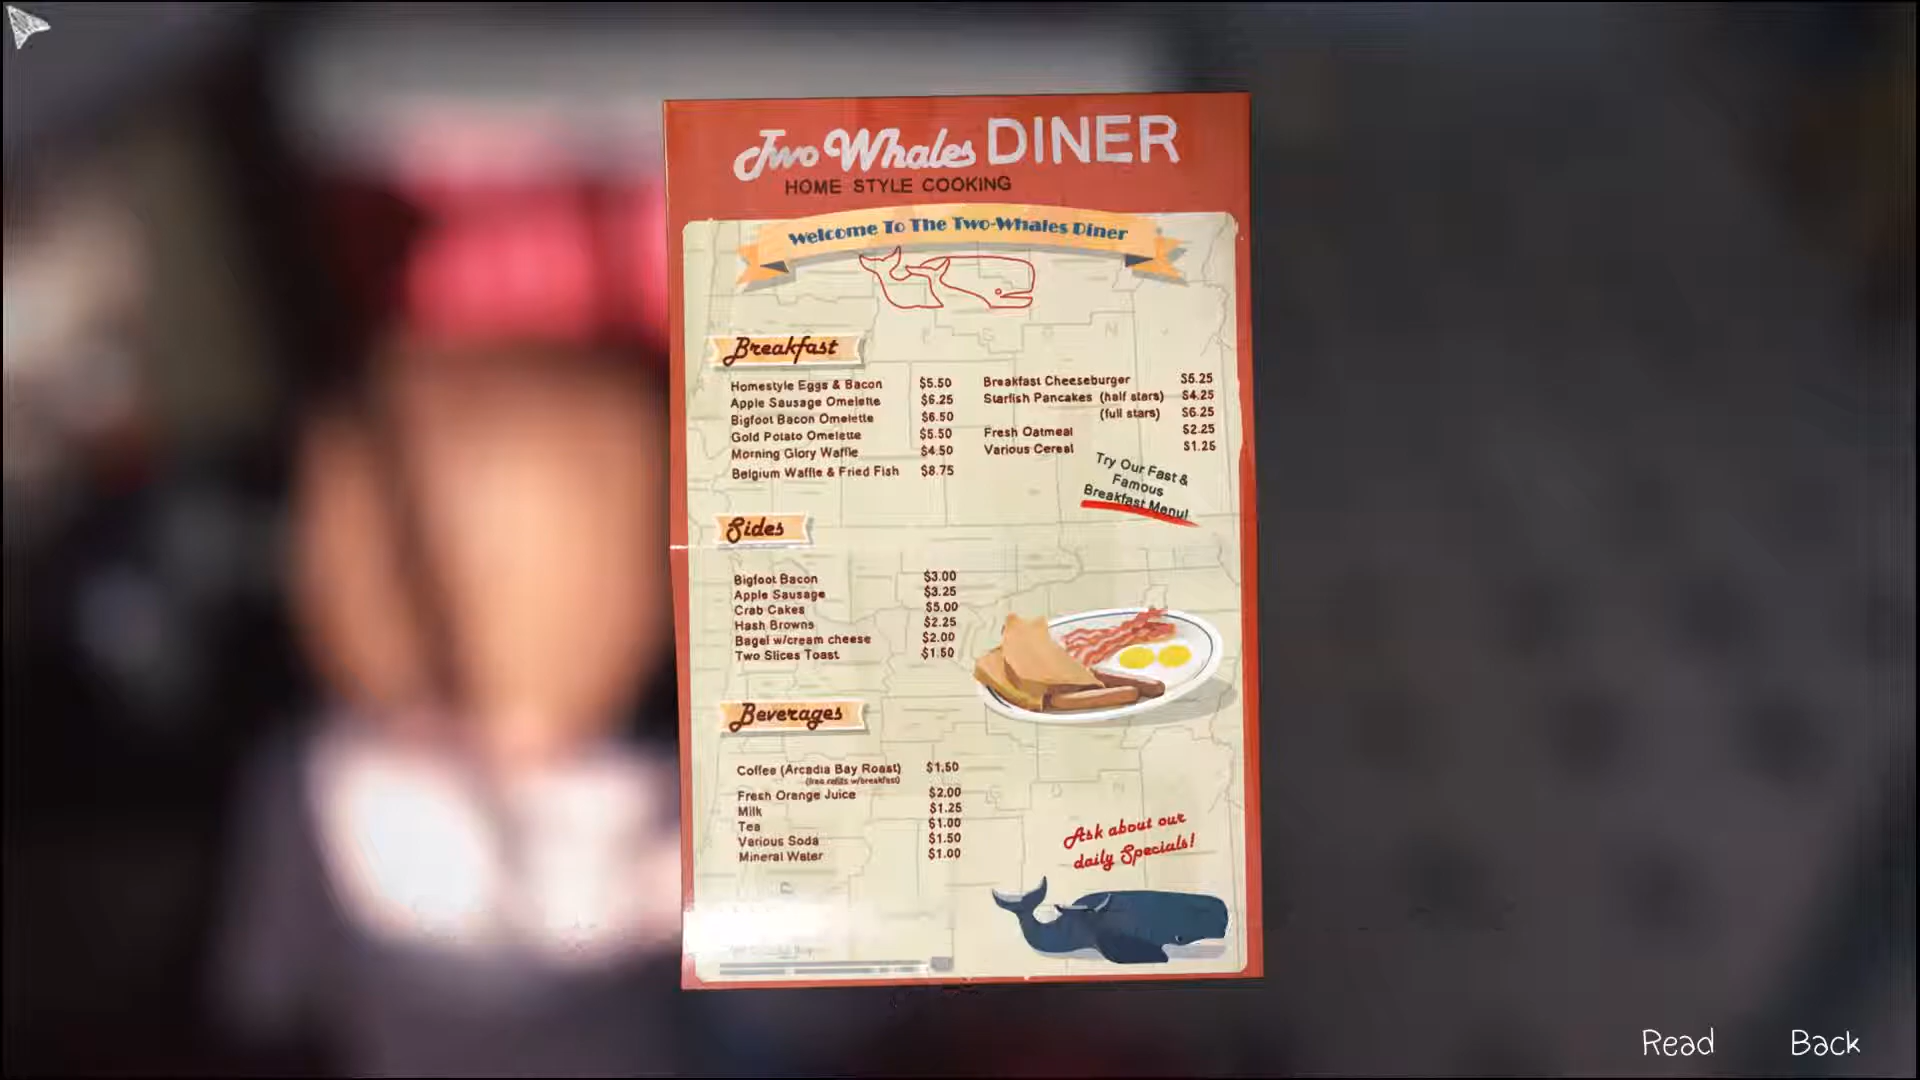 Two Whales DINER
HOME STYLE COOKING
Welcome To The Two-Whales Diner
Breakfast
Homestyle Eggs & Bacon $5.50
Apple Sausage Omelette $6.25
Bigfoot Bacon Omelette $6.50
Gold Potato Omelette $5.50
Morning Glory Waffle $4.50
Belgium Waffle & Fried Fish $8.75
Breakfast Cheeseburger $5.25
Starfish Pancakes (half stars) $4.25
(full stars) $6.25
Fresh Oatmeal $2.25
Various Cereal $1.25
Try Our Fast &
Famous
Breakfast Menu!
Sides
Bigfoot Bacon $3.00
Apple Sausage $3.25
Crab Cakes $5.00
Hash Browns $2.25
Bagel w/cream cheese $2.00
Two Slices Toast $1.50
Beverages
Coffee (Arcadia Bay Roast) $1.50
(free refills w/breakfast)
Fresh Orange Juice $2.00
Milk $1.25
Tea $1.00
Various Soda $1.50
Mineral Water $1.00
Ask about our
daily Specials!
Read Back